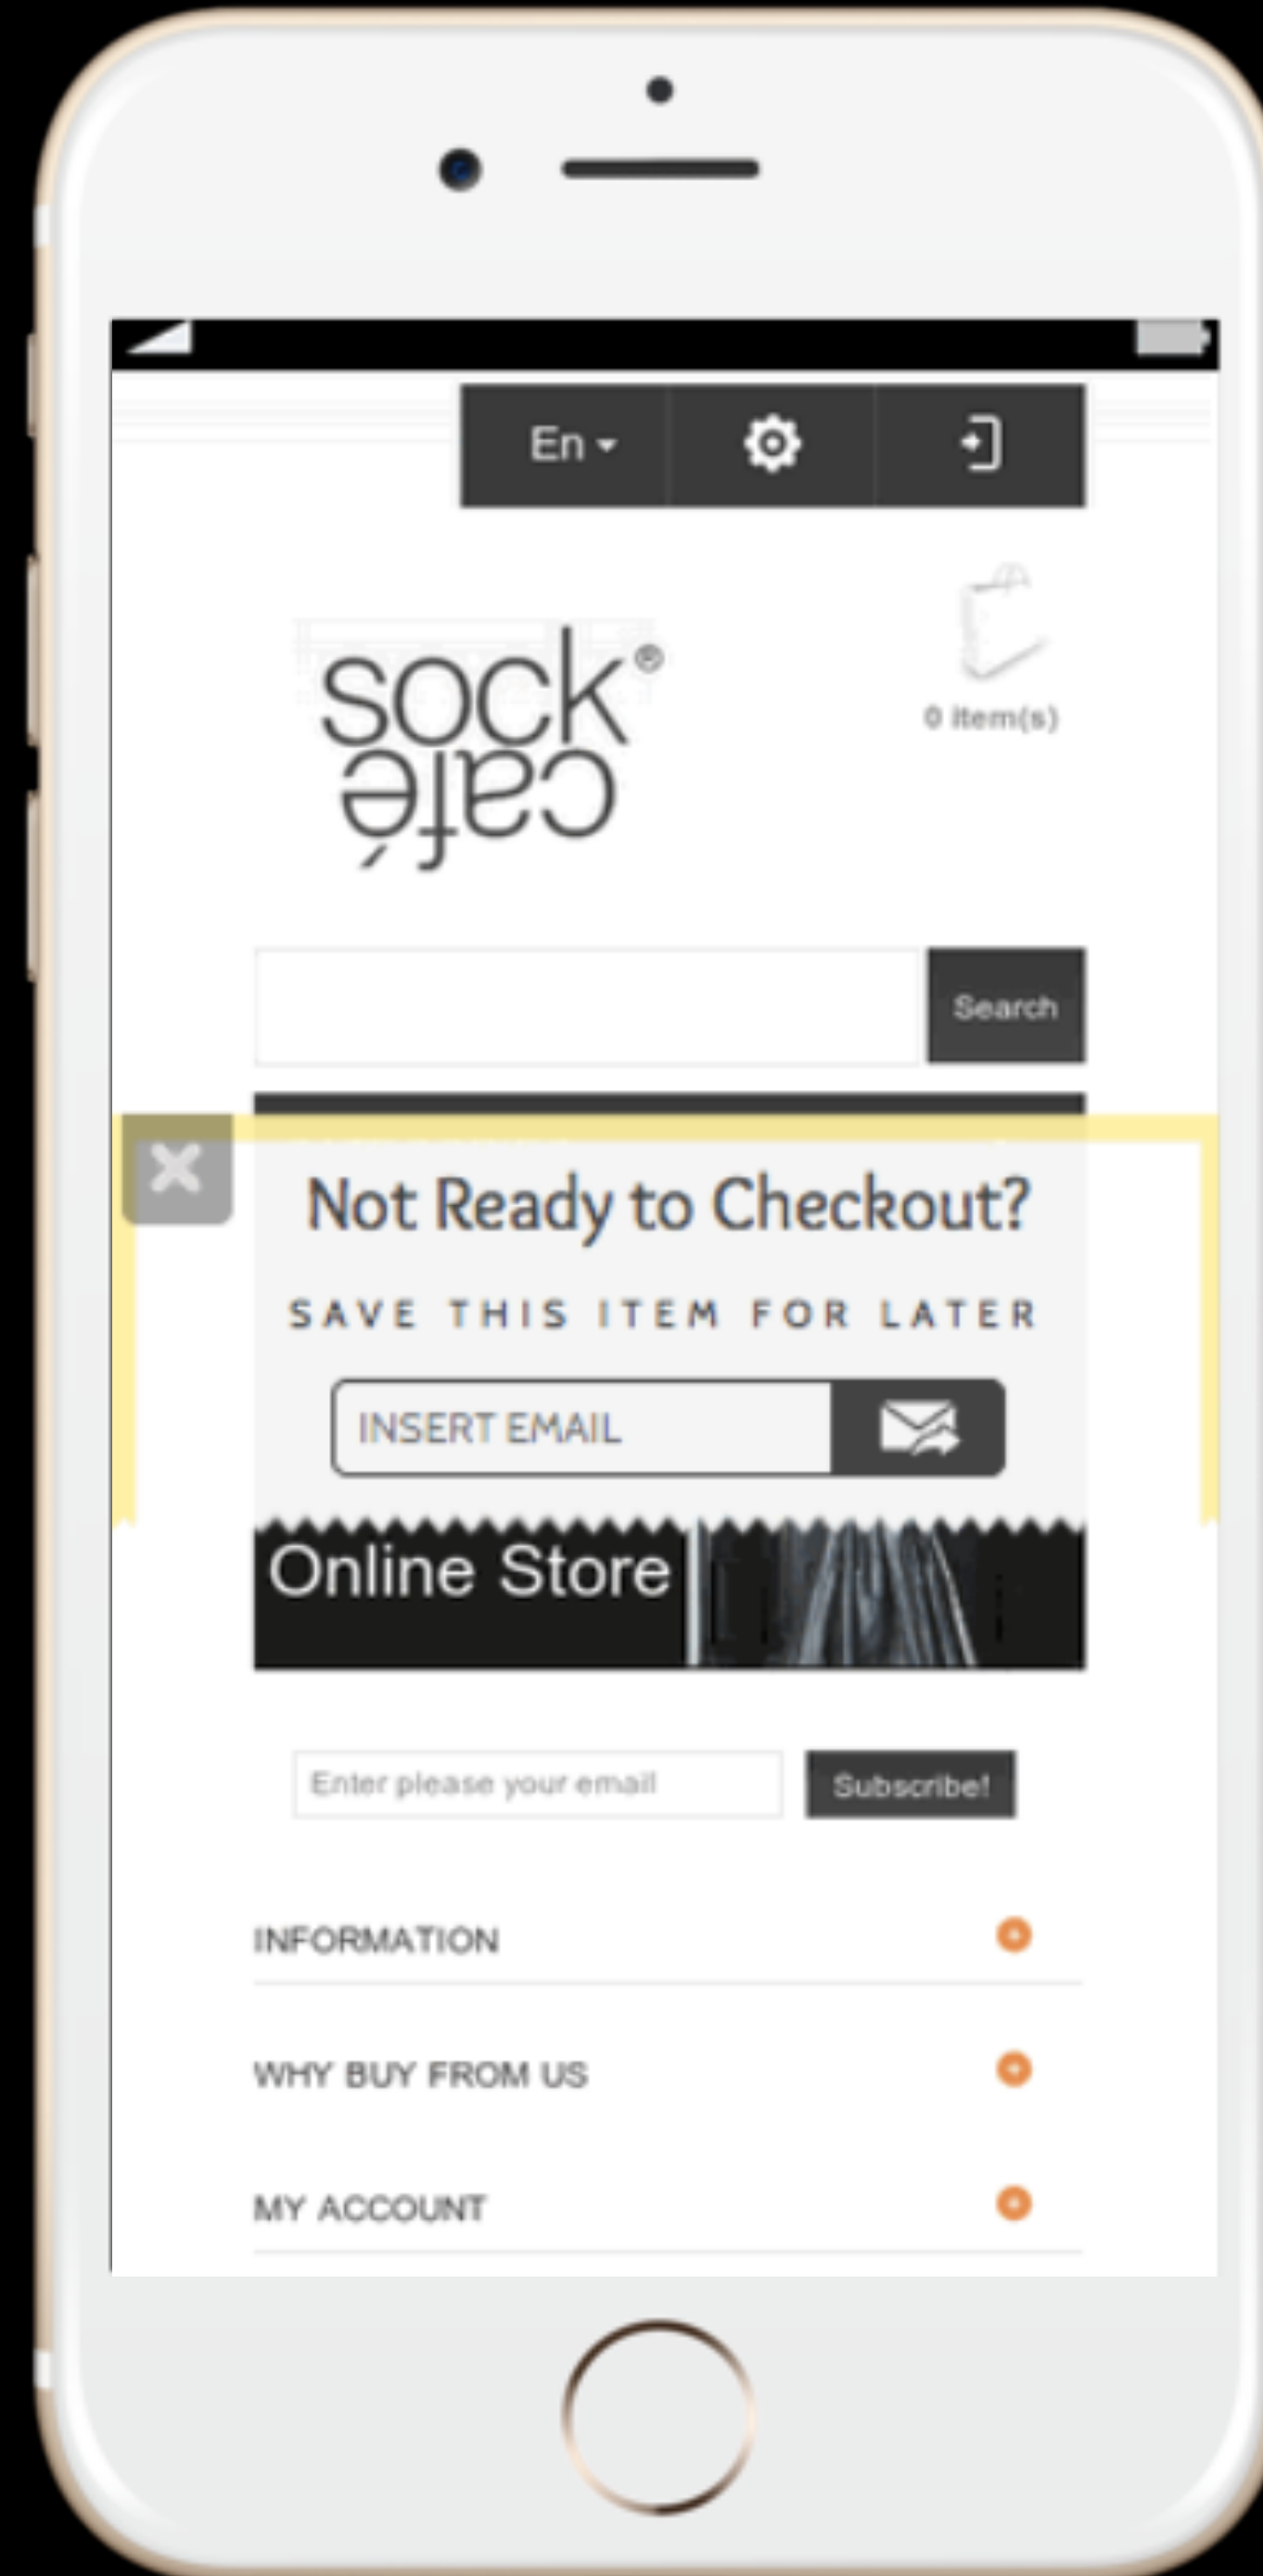 En
sock®
café
0 item(s)
Search
Not Ready to Checkout?
SAVE THIS ITEM FOR LATER
INSERT EMAIL
Online Store
Enter please your email
Subscribe!
INFORMATION
WHY BUY FROM US
MY ACCOUNT